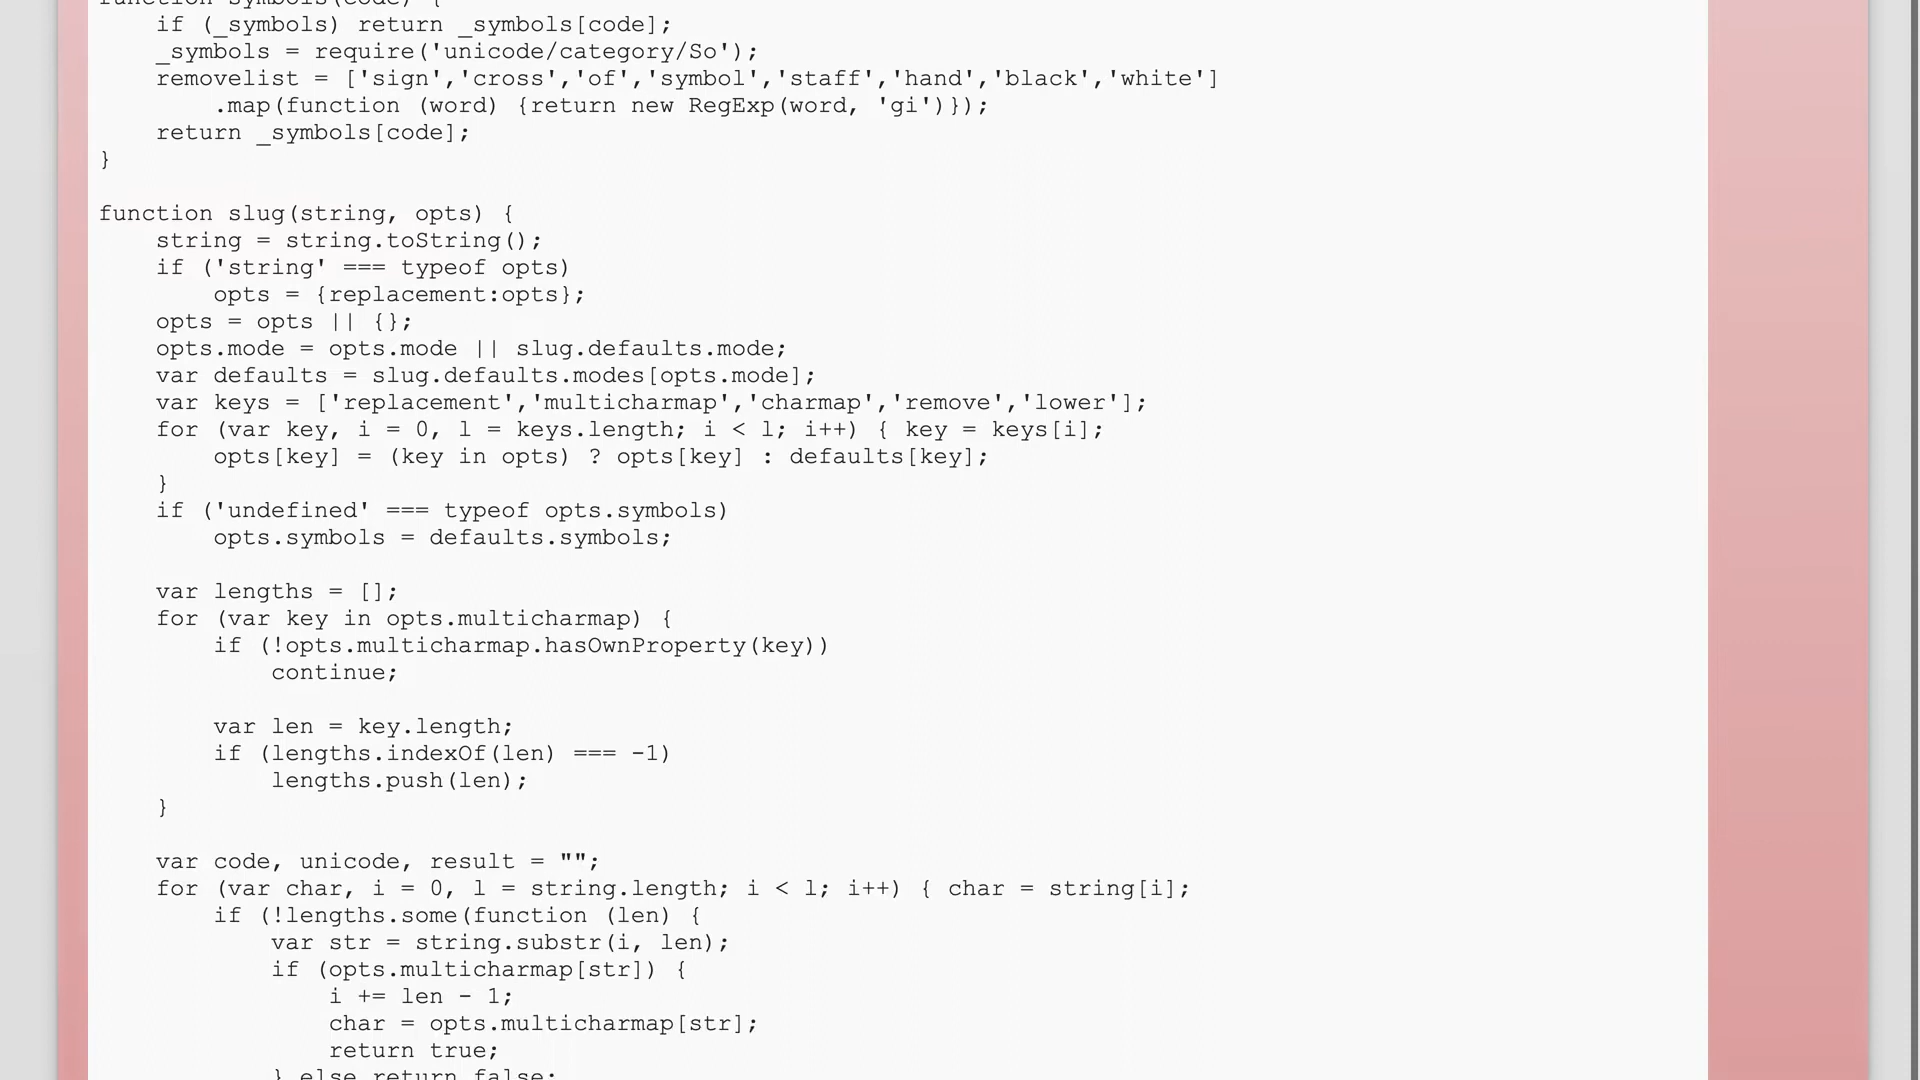 function symbols(code) {
    if (_symbols) return _symbols[code];
    _symbols = require('unicode/category/So');
    removelist = ['sign','cross','of','symbol','staff','hand','black','white']
        .map(function (word) {return new RegExp(word, 'gi')});
    return _symbols[code];
}

function slug(string, opts) {
    string = string.toString();
    if ('string' === typeof opts)
        opts = {replacement:opts};
    opts = opts || {};
    opts.mode = opts.mode || slug.defaults.mode;
    var defaults = slug.defaults.modes[opts.mode];
    var keys = ['replacement','multicharmap','charmap','remove','lower'];
    for (var key, i = 0, l = keys.length; i < l; i++) { key = keys[i];
        opts[key] = (key in opts) ? opts[key] : defaults[key];
    }
    if ('undefined' === typeof opts.symbols)
        opts.symbols = defaults.symbols;

    var lengths = [];
    for (var key in opts.multicharmap) {
        if (!opts.multicharmap.hasOwnProperty(key))
            continue;

        var len = key.length;
        if (lengths.indexOf(len) === -1)
            lengths.push(len);
    }

    var code, unicode, result = "";
    for (var char, i = 0, l = string.length; i < l; i++) { char = string[i];
        if (!lengths.some(function (len) {
            var str = string.substr(i, len);
            if (opts.multicharmap[str]) {
                i += len - 1;
                char = opts.multicharmap[str];
                return true;
            } else return false;